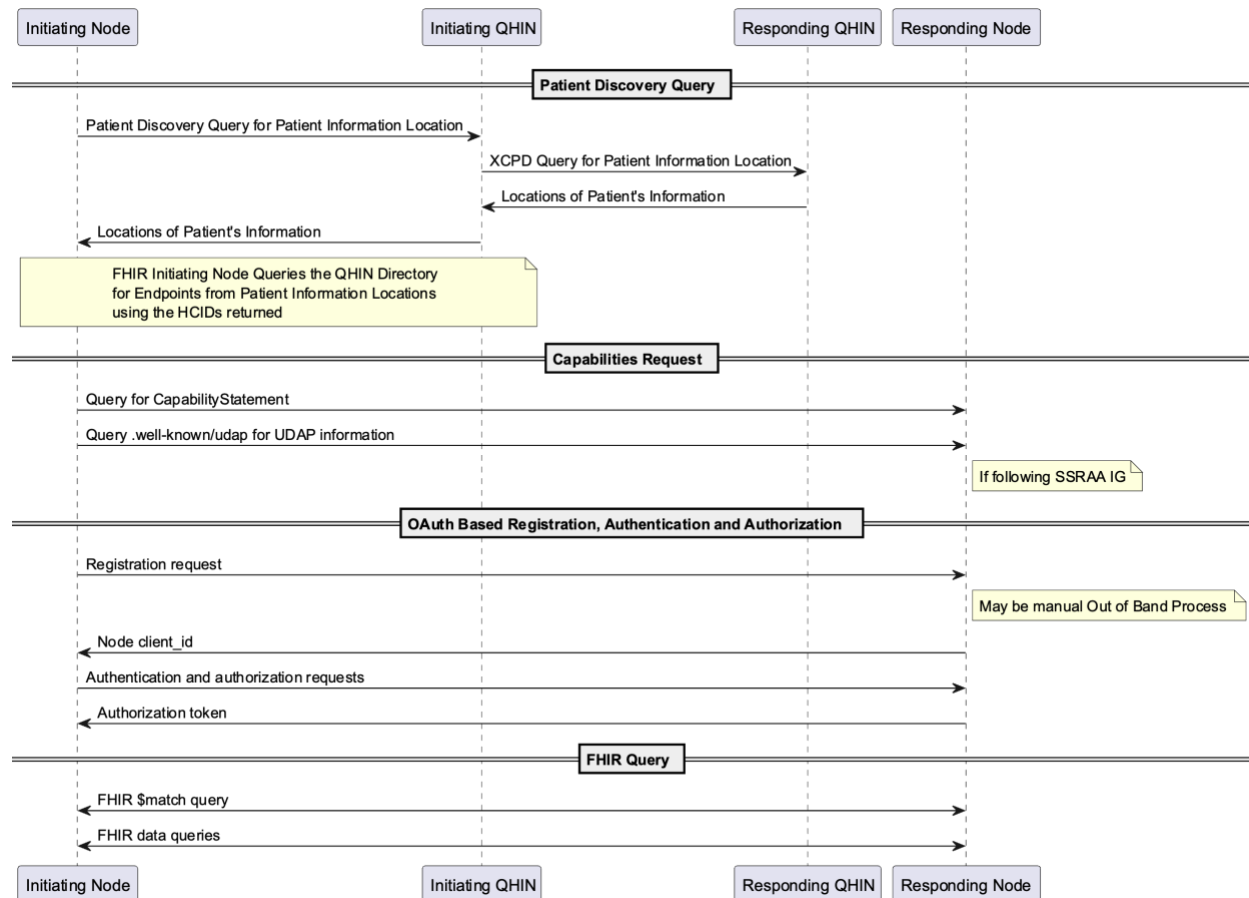 Initiating Node
Initiating QHIN
Responding QHIN
Responding Node
Patient Discovery Query
Patient Discovery Query for Patient Information Location
XCPD Query for Patient Information Location
Locations of Patient's Information
Locations of Patient's Information
FHIR Initiating Node Queries the QHIN Directory
for Endpoints from Patient Information Locations
using the HCIDs returned
Capabilities Request
Query for CapabilityStatement
Query .well-known/udap for UDAP information
If following SSRAA IG
OAuth Based Registration, Authentication and Authorization
Registration request
May be manual Out of Band Process
Node client_id
Authentication and authorization requests
Authorization token
FHIR Query
FHIR $match query
FHIR data queries
Initiating Node
Initiating QHIN
Responding QHIN
Responding Node